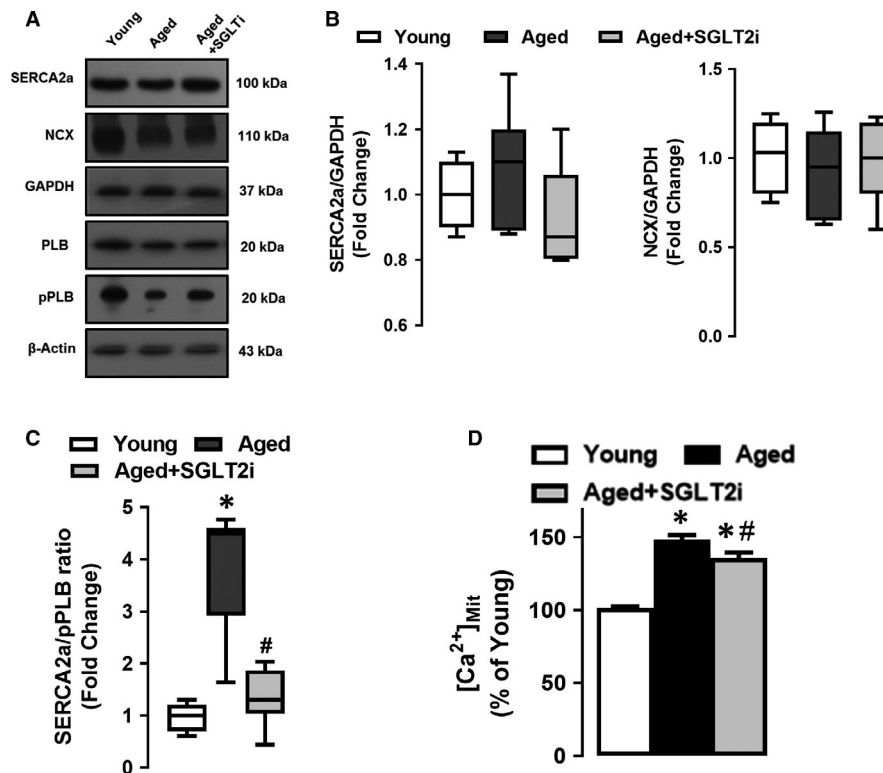 A
Young
Aged
Aged
+SGLTi
SERCA2a
100 kDa
NCX
110 kDa
GAPDH
37 kDa
PLB
20 kDa
pPLB
20 kDa
β-Actin
43 kDa
B
Young
Aged
Aged+SGLT2i
SERCA2a/GAPDH
(Fold Change)
1.4
1.2
1.0
0.8
0.6
NCX/GAPDH
(Fold Change)
1.5
1.0
0.5
0.0
C
Young
Aged
Aged+SGLT2i
SERCA2a/pPLB ratio
(Fold Change)
5
4
3
2
1
0
*
#
D
Young
Aged
Aged+SGLT2i
[Ca2+]Mit
(% of Young)
150
100
50
0
*
*#